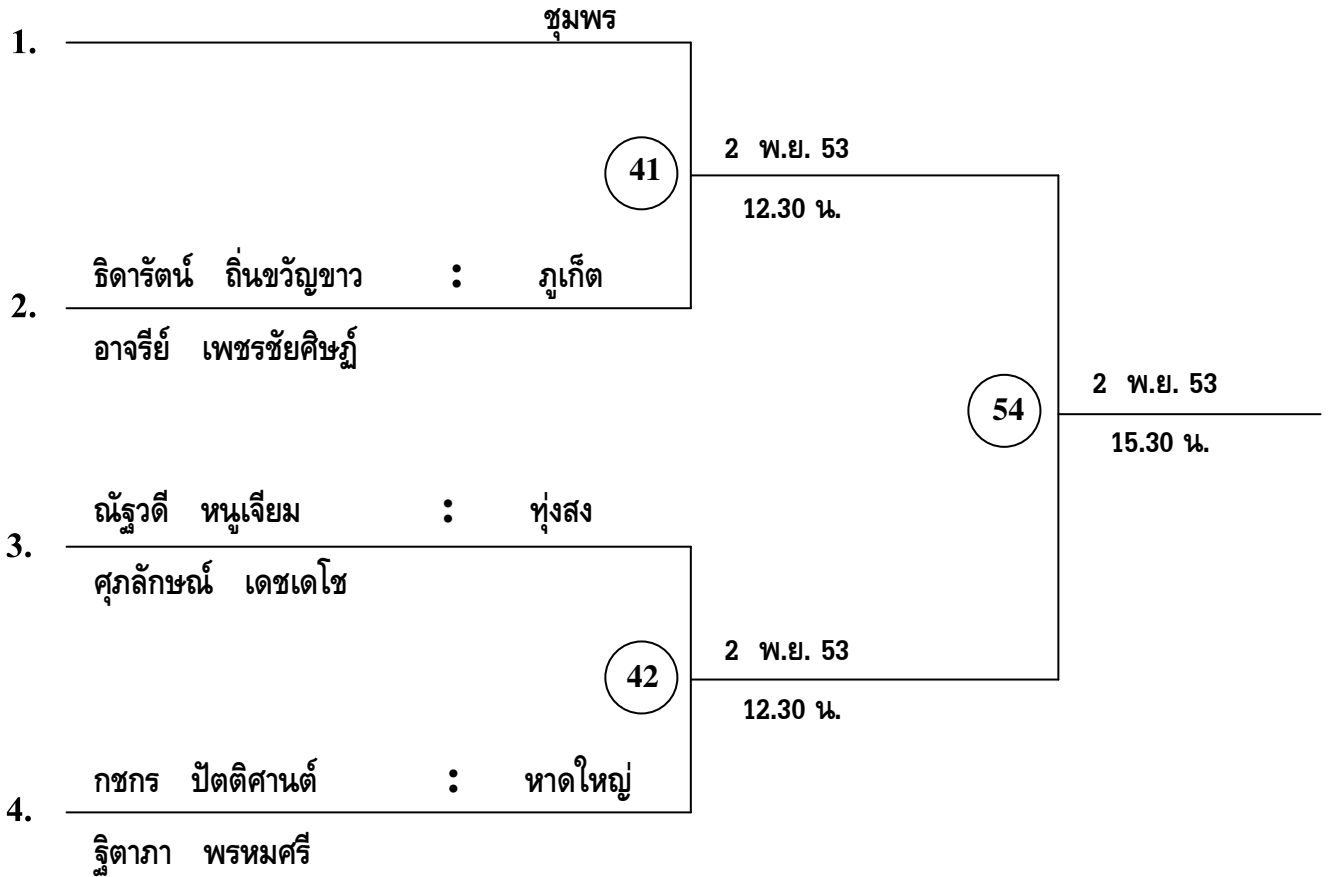 ชุมพร
1.
41
2 พ.ย. 53
12.30 น.
ธิดารัตน์ ถิ่นขวัญขาว : ภูเก็ต
2.
อาจรีย์ เพชรชัยศิษฏ์
54
2 พ.ย. 53
15.30 น.
ณัฐวดี หนูเจียม : ทุ่งสง
3.
ศุภลักษณ์ เดชเดโช
42
2 พ.ย. 53
12.30 น.
กชกร ปัตติศานต์ : หาดใหญ่
4.
ฐิตาภา พรหมศรี